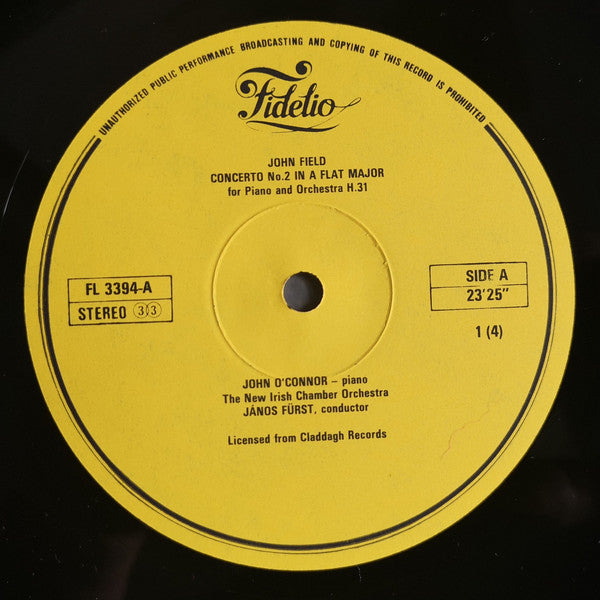 UNAUTHORIZED PUBLIC PERFORMANCE BROADCASTING AND COPYING OF THIS RECORD IS PROHIBITED
Fidelio
JOHN FIELD
CONCERTO No.2 IN A FLAT MAJOR
for Piano and Orchestra H.31
FL 3394-A
STEREO 33
SIDE A
23'25"
1 (4)
JOHN O'CONNOR – piano
The New Irish Chamber Orchestra
JÁNOS FÜRST, conductor
Licensed from Claddagh Records